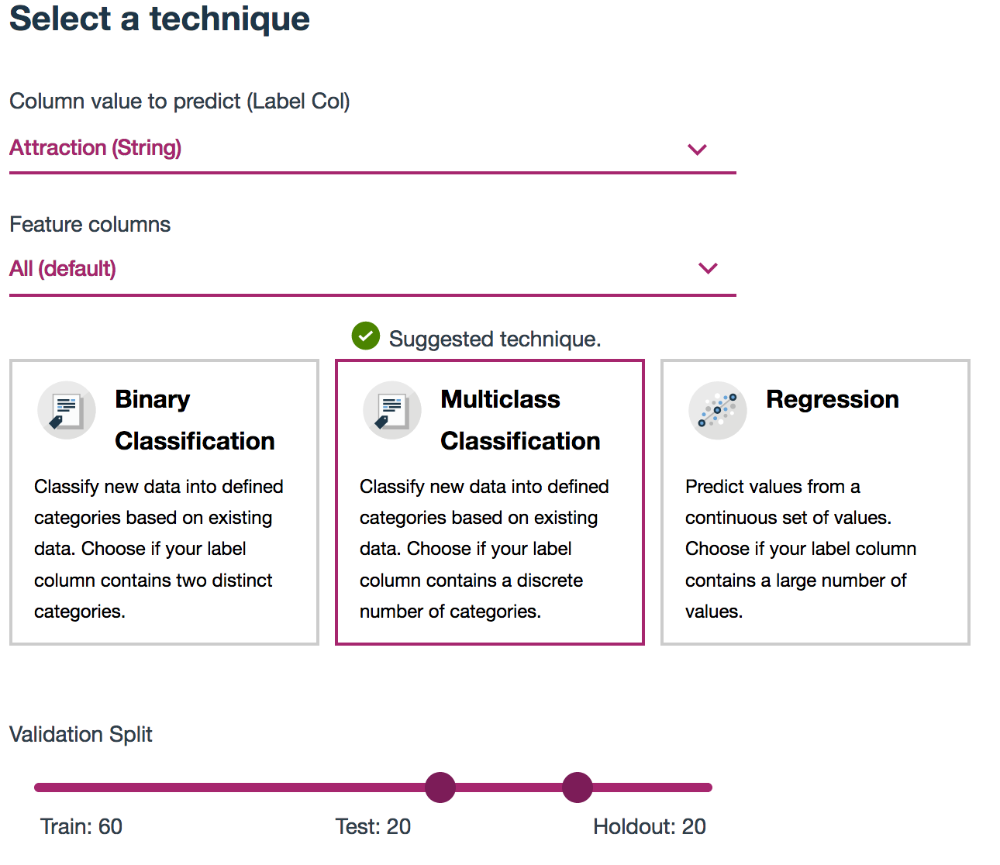 Select a technique
Column value to predict (Label Col)
Attraction (String)
Feature columns
All (default)
Suggested technique.
Binary
Classification
Classify new data into defined
categories based on existing
data. Choose if your label
column contains two distinct
categories.
Multiclass
Classification
Classify new data into defined
categories based on existing
data. Choose if your label
column contains a discrete
number of categories.
Regression
Predict values from a
continuous set of values.
Choose if your label column
contains a large number of
values.
Validation Split
Train: 60
Test: 20
Holdout: 20